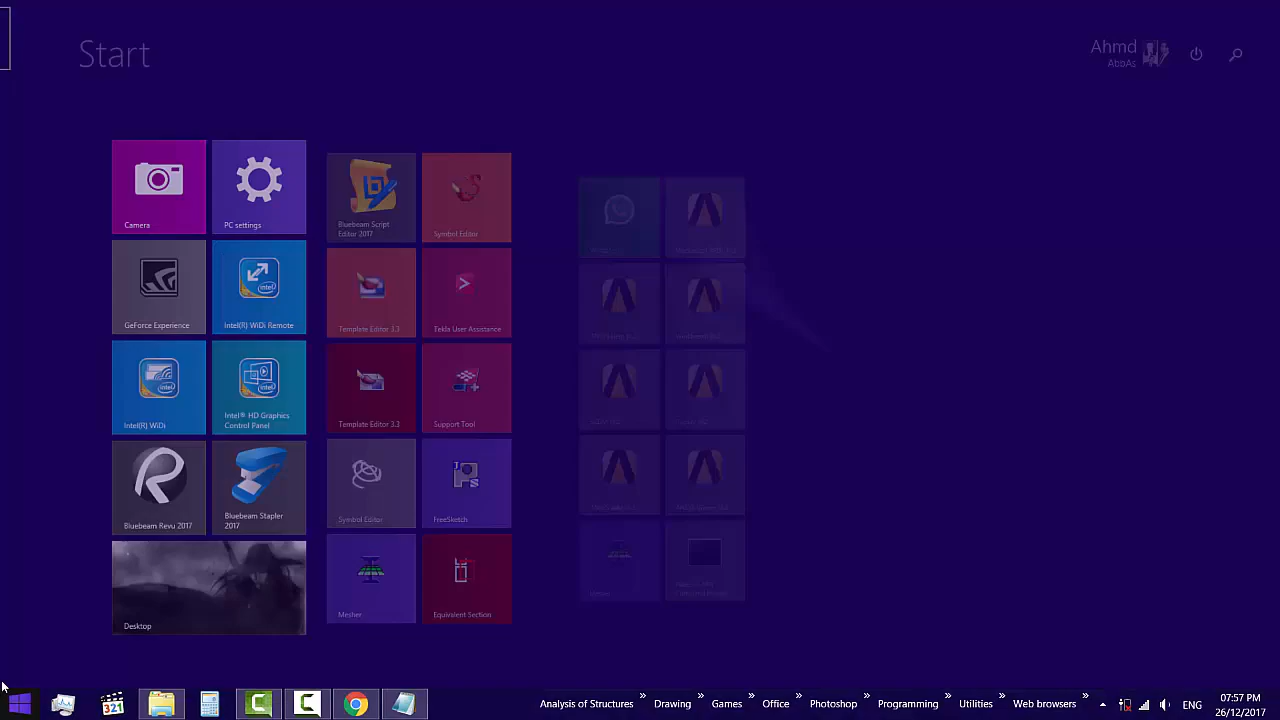 Start
Ahmd
AbbAs
Camera
PC settings
GeForce Experience
Intel(R) WiDi Remote
Intel(R) WiDi
Intel® HD Graphics
Control Panel
Bluebeam Revu 2017
Bluebeam Stapler
2017
Desktop
Bluebeam Script
Editor 2017
Symbol Editor
Template Editor 3.3
Tekla User Assistance
Template Editor 3.3
Support Tool
Symbol Editor
FreeSketch
Mesher
Equivalent Section
321
Analysis of Structures
Drawing
Games
Office
Photoshop
Programming
Utilities
Web browsers
ENG
07:57 PM
26/12/2017